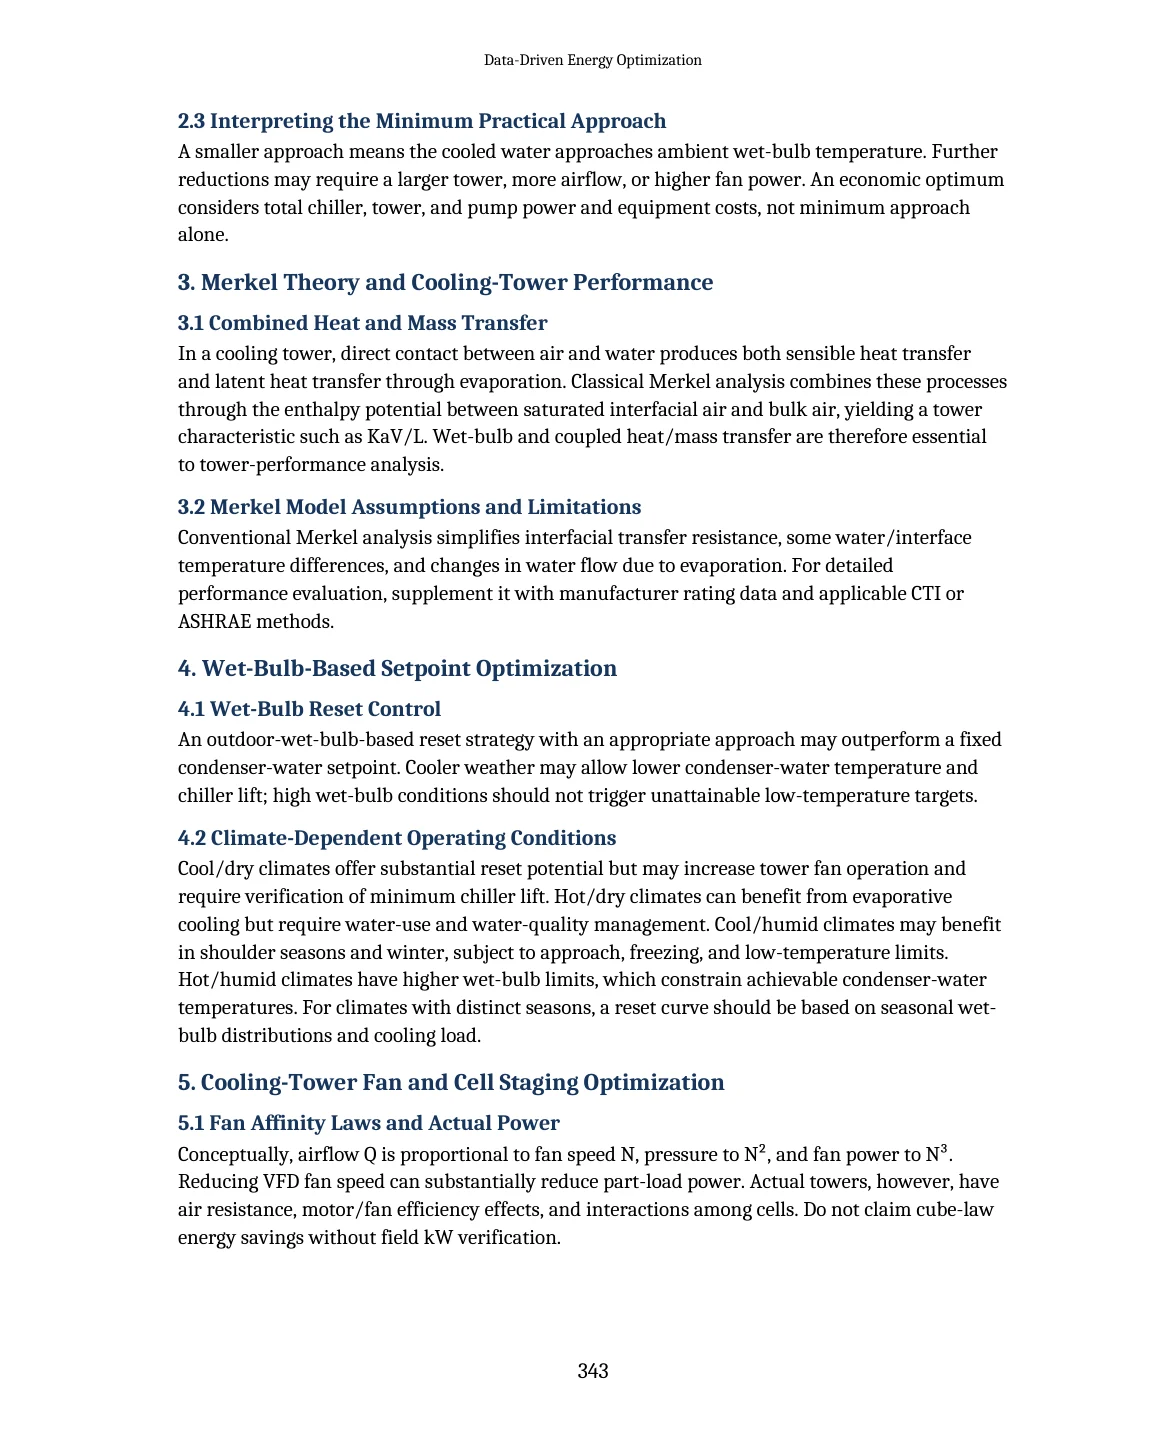 Data-Driven Energy Optimization
2.3 Interpreting the Minimum Practical Approach
A smaller approach means the cooled water approaches ambient wet-bulb temperature. Further
reductions may require a larger tower, more airflow, or higher fan power. An economic optimum
considers total chiller, tower, and pump power and equipment costs, not minimum approach
alone.
3. Merkel Theory and Cooling-Tower Performance
3.1 Combined Heat and Mass Transfer
In a cooling tower, direct contact between air and water produces both sensible heat transfer
and latent heat transfer through evaporation. Classical Merkel analysis combines these processes
through the enthalpy potential between saturated interfacial air and bulk air, yielding a tower
characteristic such as KaV/L. Wet-bulb and coupled heat/mass transfer are therefore essential
to tower-performance analysis.
3.2 Merkel Model Assumptions and Limitations
Conventional Merkel analysis simplifies interfacial transfer resistance, some water/interface
temperature differences, and changes in water flow due to evaporation. For detailed
performance evaluation, supplement it with manufacturer rating data and applicable CTI or
ASHRAE methods.
4. Wet-Bulb-Based Setpoint Optimization
4.1 Wet-Bulb Reset Control
An outdoor-wet-bulb-based reset strategy with an appropriate approach may outperform a fixed
condenser-water setpoint. Cooler weather may allow lower condenser-water temperature and
chiller lift; high wet-bulb conditions should not trigger unattainable low-temperature targets.
4.2 Climate-Dependent Operating Conditions
Cool/dry climates offer substantial reset potential but may increase tower fan operation and
require verification of minimum chiller lift. Hot/dry climates can benefit from evaporative
cooling but require water-use and water-quality management. Cool/humid climates may benefit
in shoulder seasons and winter, subject to approach, freezing, and low-temperature limits.
Hot/humid climates have higher wet-bulb limits, which constrain achievable condenser-water
temperatures. For climates with distinct seasons, a reset curve should be based on seasonal wet-
bulb distributions and cooling load.
5. Cooling-Tower Fan and Cell Staging Optimization
5.1 Fan Affinity Laws and Actual Power
Conceptually, airflow Q is proportional to fan speed N, pressure to N², and fan power to N³.
Reducing VFD fan speed can substantially reduce part-load power. Actual towers, however, have
air resistance, motor/fan efficiency effects, and interactions among cells. Do not claim cube-law
energy savings without field kW verification.
343